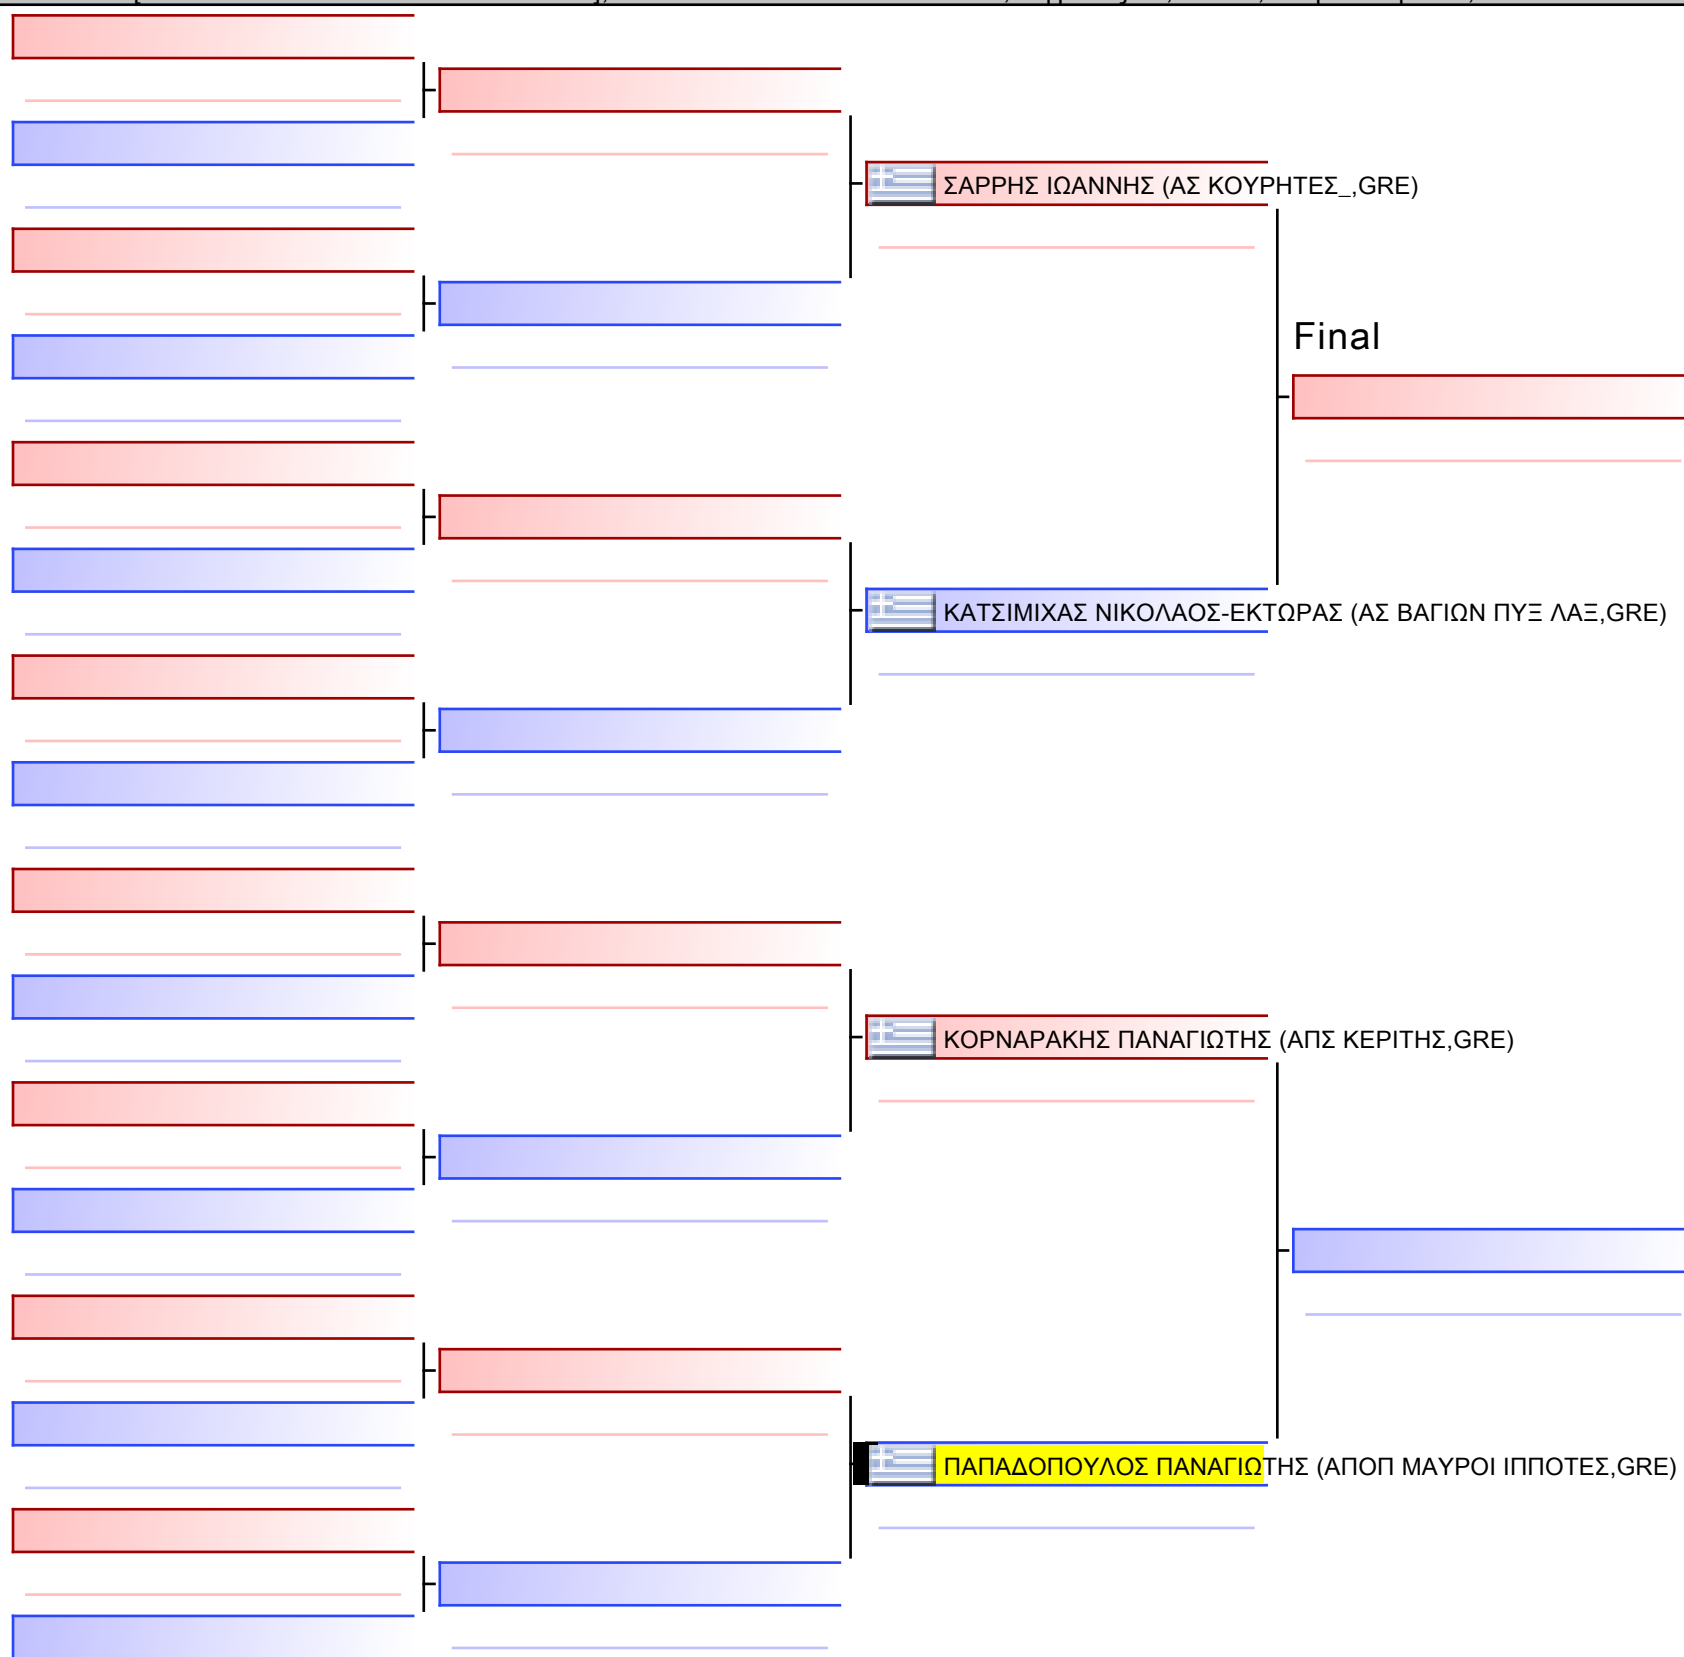 ΣΑΡΡΗΣ ΙΩΑΝΝΗΣ (ΑΣ ΚΟΥΡΗΤΕΣ_,GRE)
Final
ΚΑΤΣΙΜΙΧΑΣ ΝΙΚΟΛΑΟΣ-ΕΚΤΩΡΑΣ (ΑΣ ΒΑΓΙΩΝ ΠΥΞ ΛΑΞ,GRE)
ΚΟΡΝΑΡΑΚΗΣ ΠΑΝΑΓΙΩΤΗΣ (ΑΠΣ ΚΕΡΙΤΗΣ,GRE)
ΠΑΠΑΔΟΠΟΥΛΟΣ ΠΑΝΑΓΙΩΤΗΣ (ΑΠΟΠ ΜΑΥΡΟΙ ΙΠΠΟΤΕΣ,GRE)